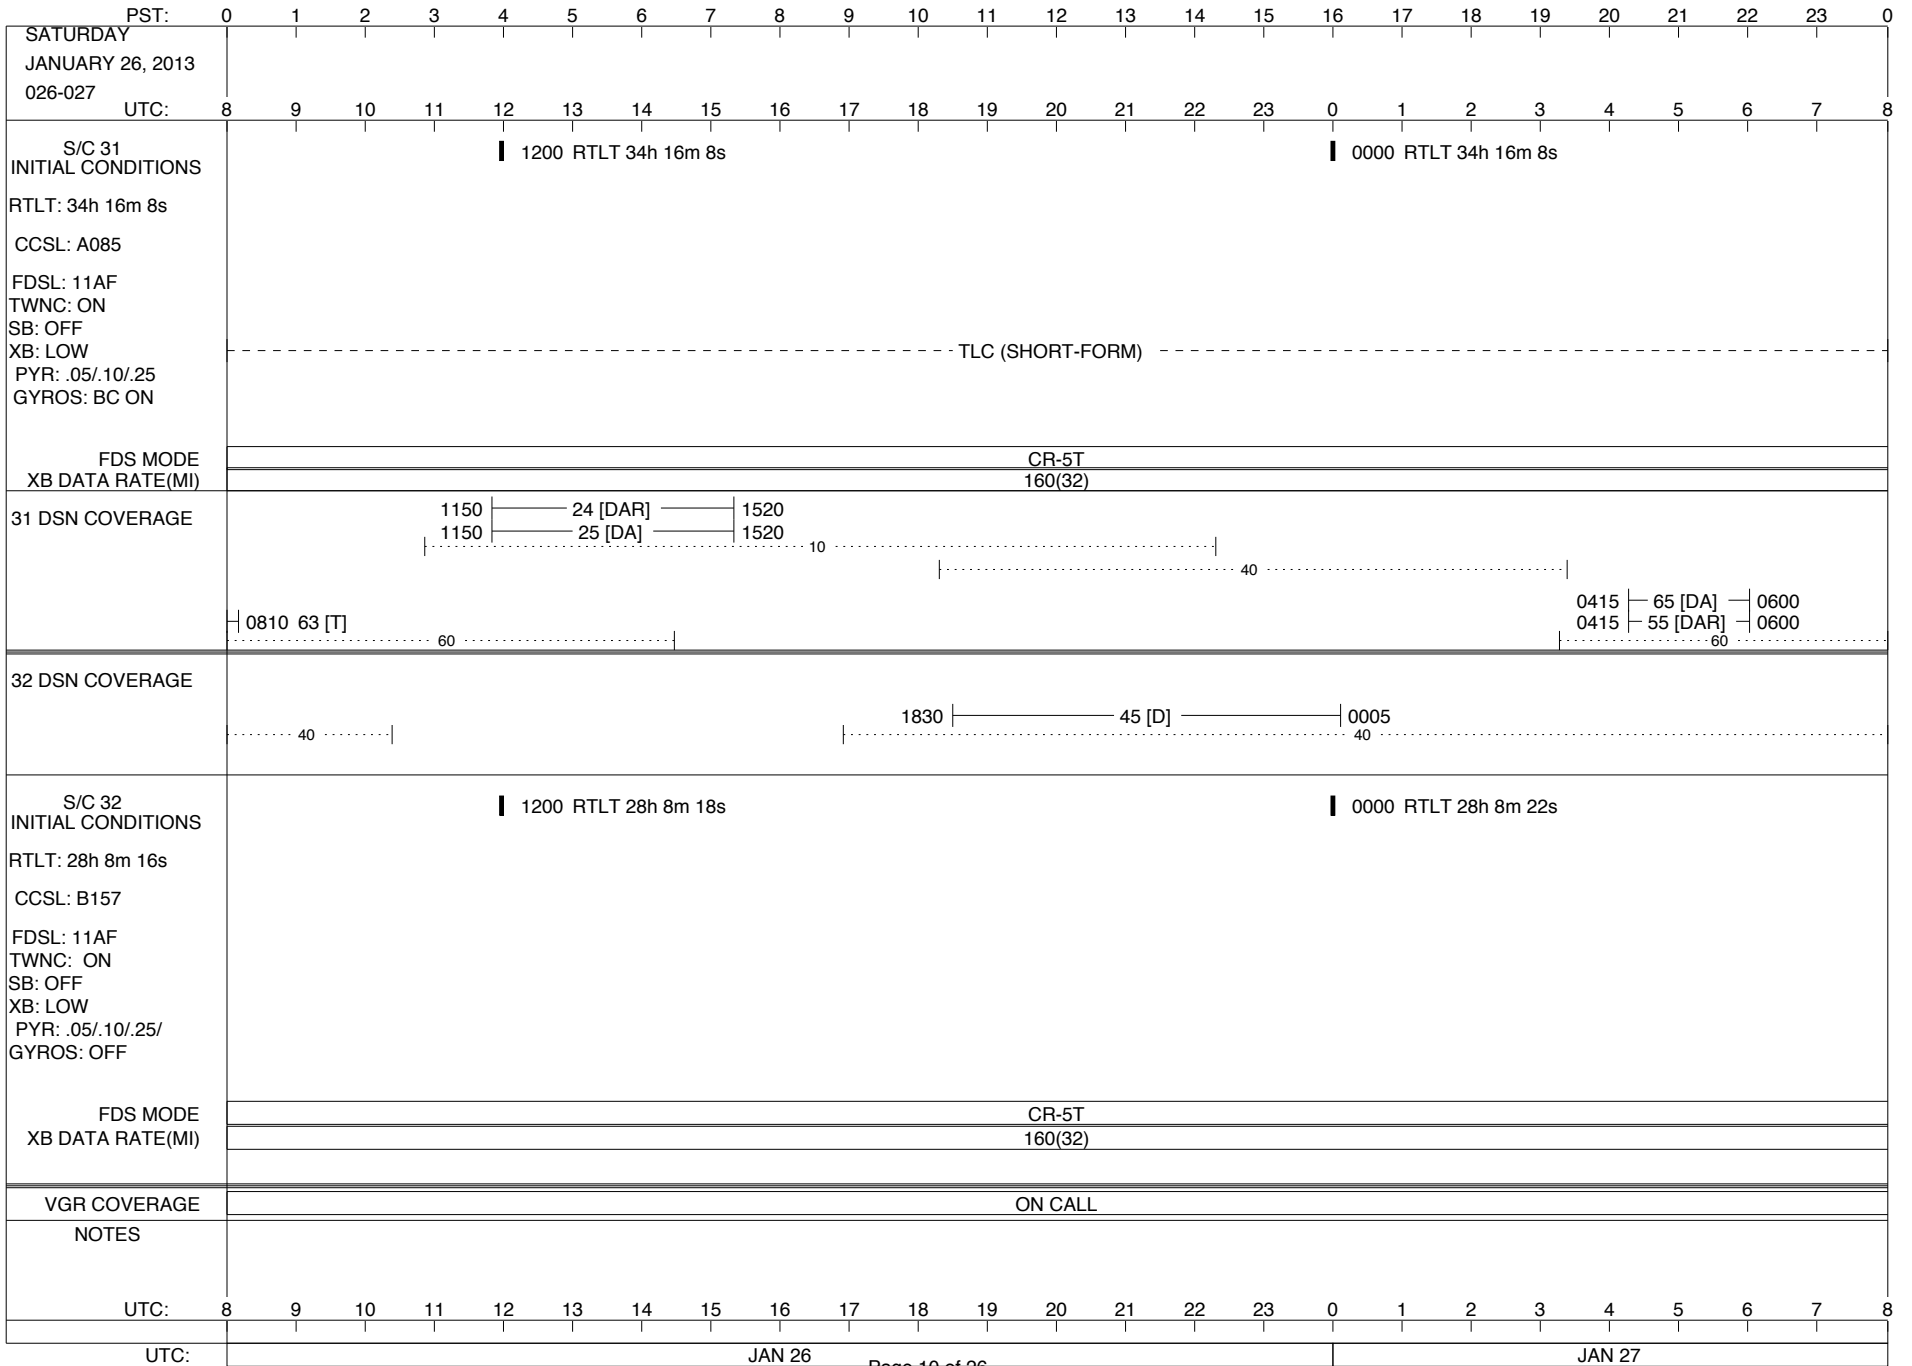 PST: 0 1 2 3 4 5 6 7 8 9 10 11 12 13 14 15 16 17 18 19 20 21 22 23 0
SATURDAY
JANUARY 26, 2013
026-027
UTC: 8 9 10 11 12 13 14 15 16 17 18 19 20 21 22 23 0 1 2 3 4 5 6 7 8
S/C 31
INITIAL CONDITIONS
1200 RTLT 34h 16m 8s
0000 RTLT 34h 16m 8s
RTLT: 34h 16m 8s
CCSL: A085
FDSL: 11AF
TWNC: ON
SB: OFF
XB: LOW
TLC (SHORT-FORM)
PYR: .05/.10/.25
GYROS: BC ON
FDS MODE CR-5T
XB DATA RATE(MI) 160(32)
31 DSN COVERAGE
1150 24 [DAR] 1520
1150 25 [DA] 1520
10
40
0415 65 [DA] 0600
0810 63 [T]
0415 55 [DAR] 0600
60
60
32 DSN COVERAGE
1830 45 [D] 0005
40
40
S/C 32
INITIAL CONDITIONS
1200 RTLT 28h 8m 18s
0000 RTLT 28h 8m 22s
RTLT: 28h 8m 16s
CCSL: B157
FDSL: 11AF
TWNC: ON
SB: OFF
XB: LOW
PYR: .05/.10/.25/
GYROS: OFF
FDS MODE CR-5T
XB DATA RATE(MI) 160(32)
VGR COVERAGE ON CALL
NOTES
UTC: 8 9 10 11 12 13 14 15 16 17 18 19 20 21 22 23 0 1 2 3 4 5 6 7 8
UTC: JAN 26 JAN 27
Page 19 of 26